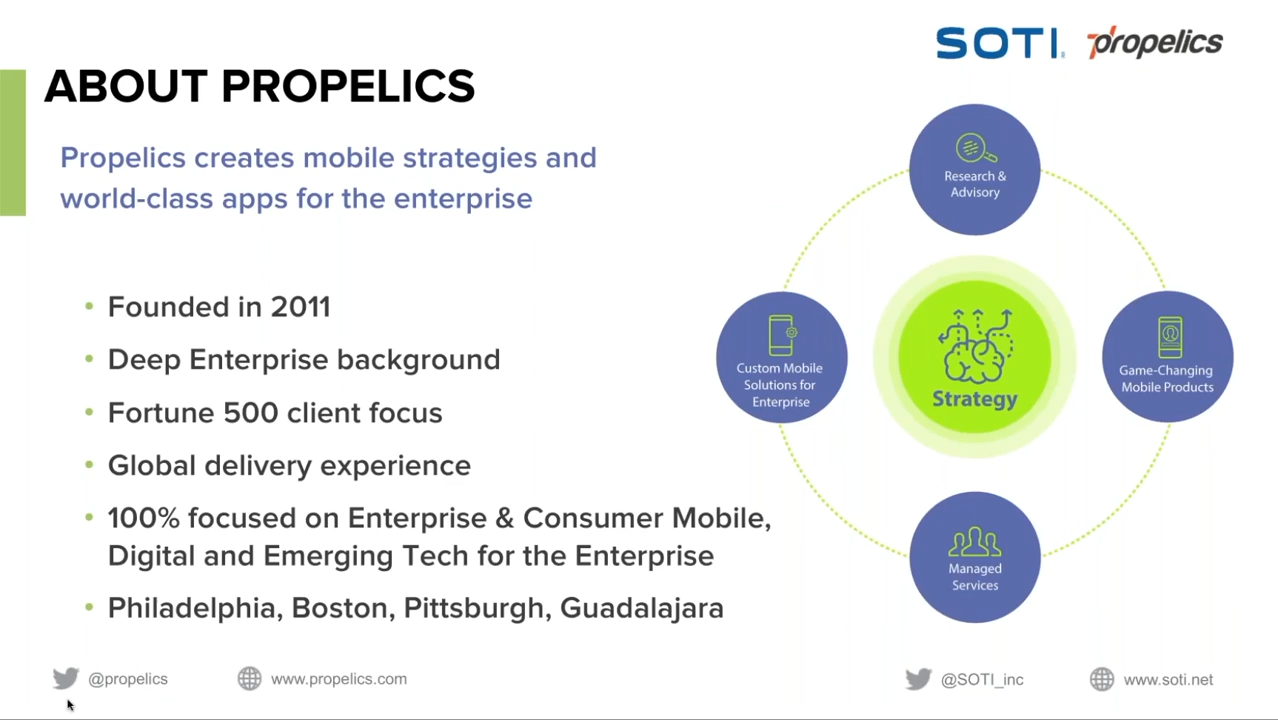 SOTI
propelics
ABOUT PROPELICS
Propelics creates mobile strategies and
world-class apps for the enterprise
• Founded in 2011
• Deep Enterprise background
• Fortune 500 client focus
• Global delivery experience
• 100% focused on Enterprise & Consumer Mobile,
Digital and Emerging Tech for the Enterprise
• Philadelphia, Boston, Pittsburgh, Guadalajara
Research &
Advisory
Custom Mobile
Solutions for
Enterprise
Strategy
Game-Changing
Mobile Products
Managed
Services
@propelics
www.propelics.com
@SOTI_inc
www.soti.net